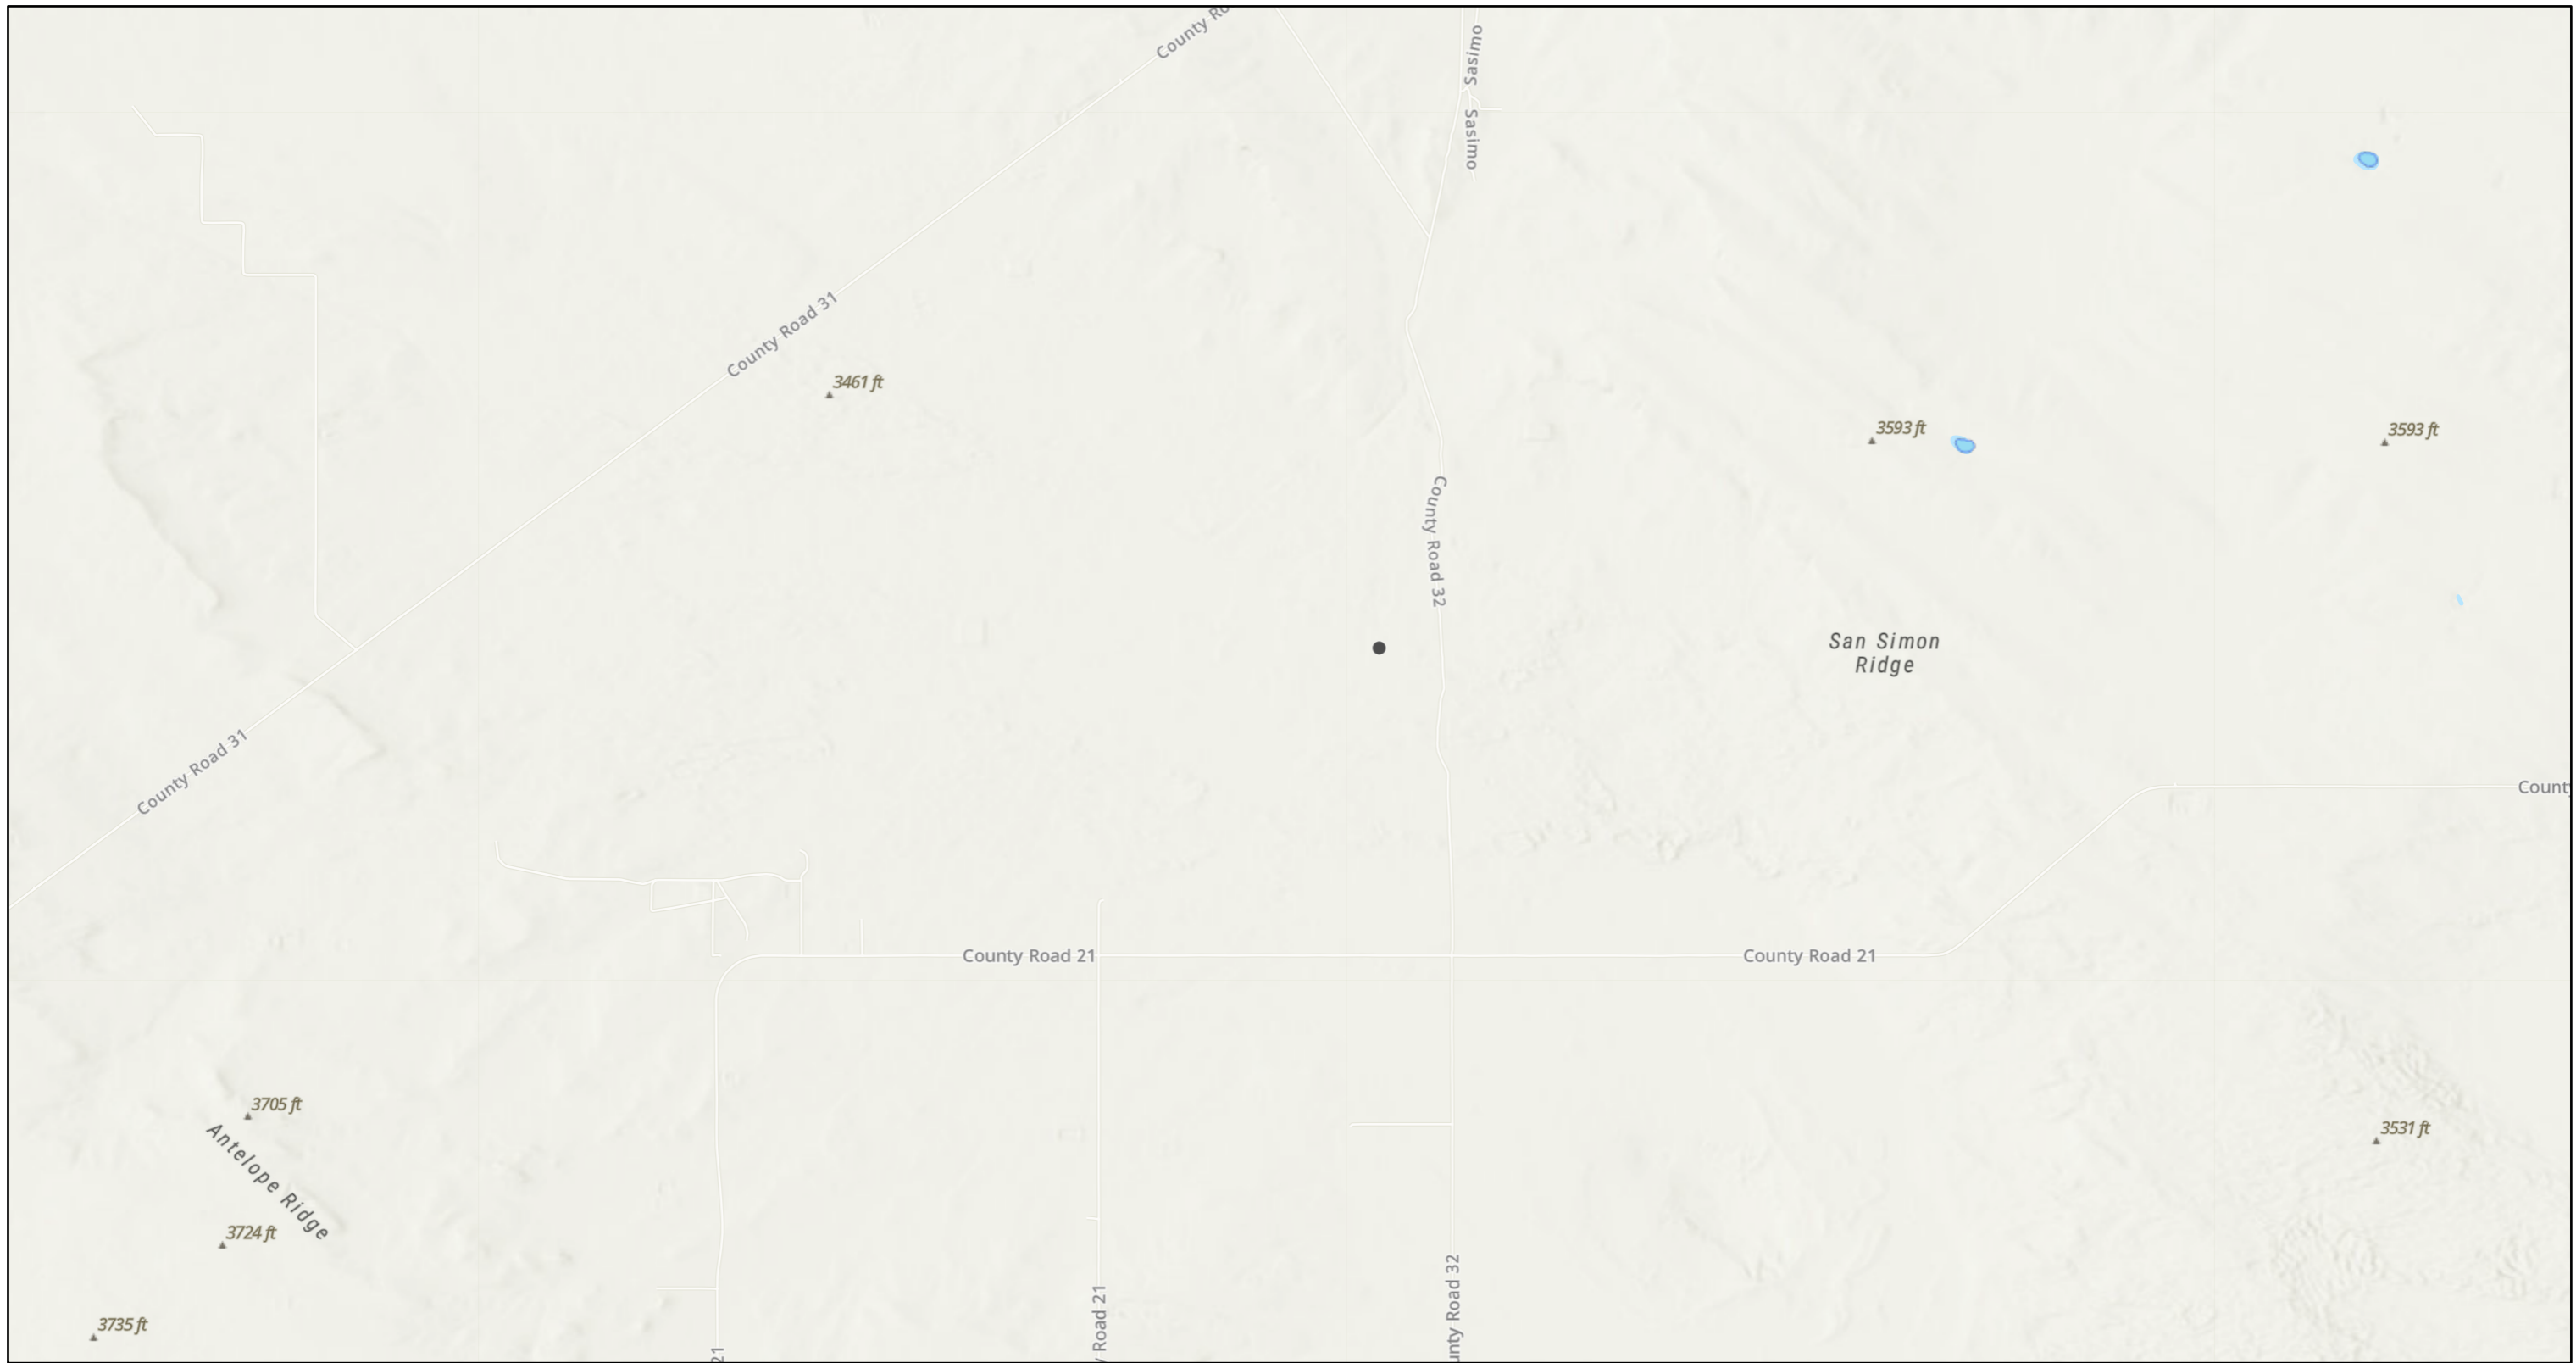 County Ro
Sasimo
Sasimo
County Road 31
3461 ft
3593 ft
3593 ft
County Road 32
San Simon
Ridge
County Road 31
Count
County Road 21
County Road 21
3705 ft
Antelope Ridge
3531 ft
3724 ft
3735 ft
21
y Road 21
unty Road 32